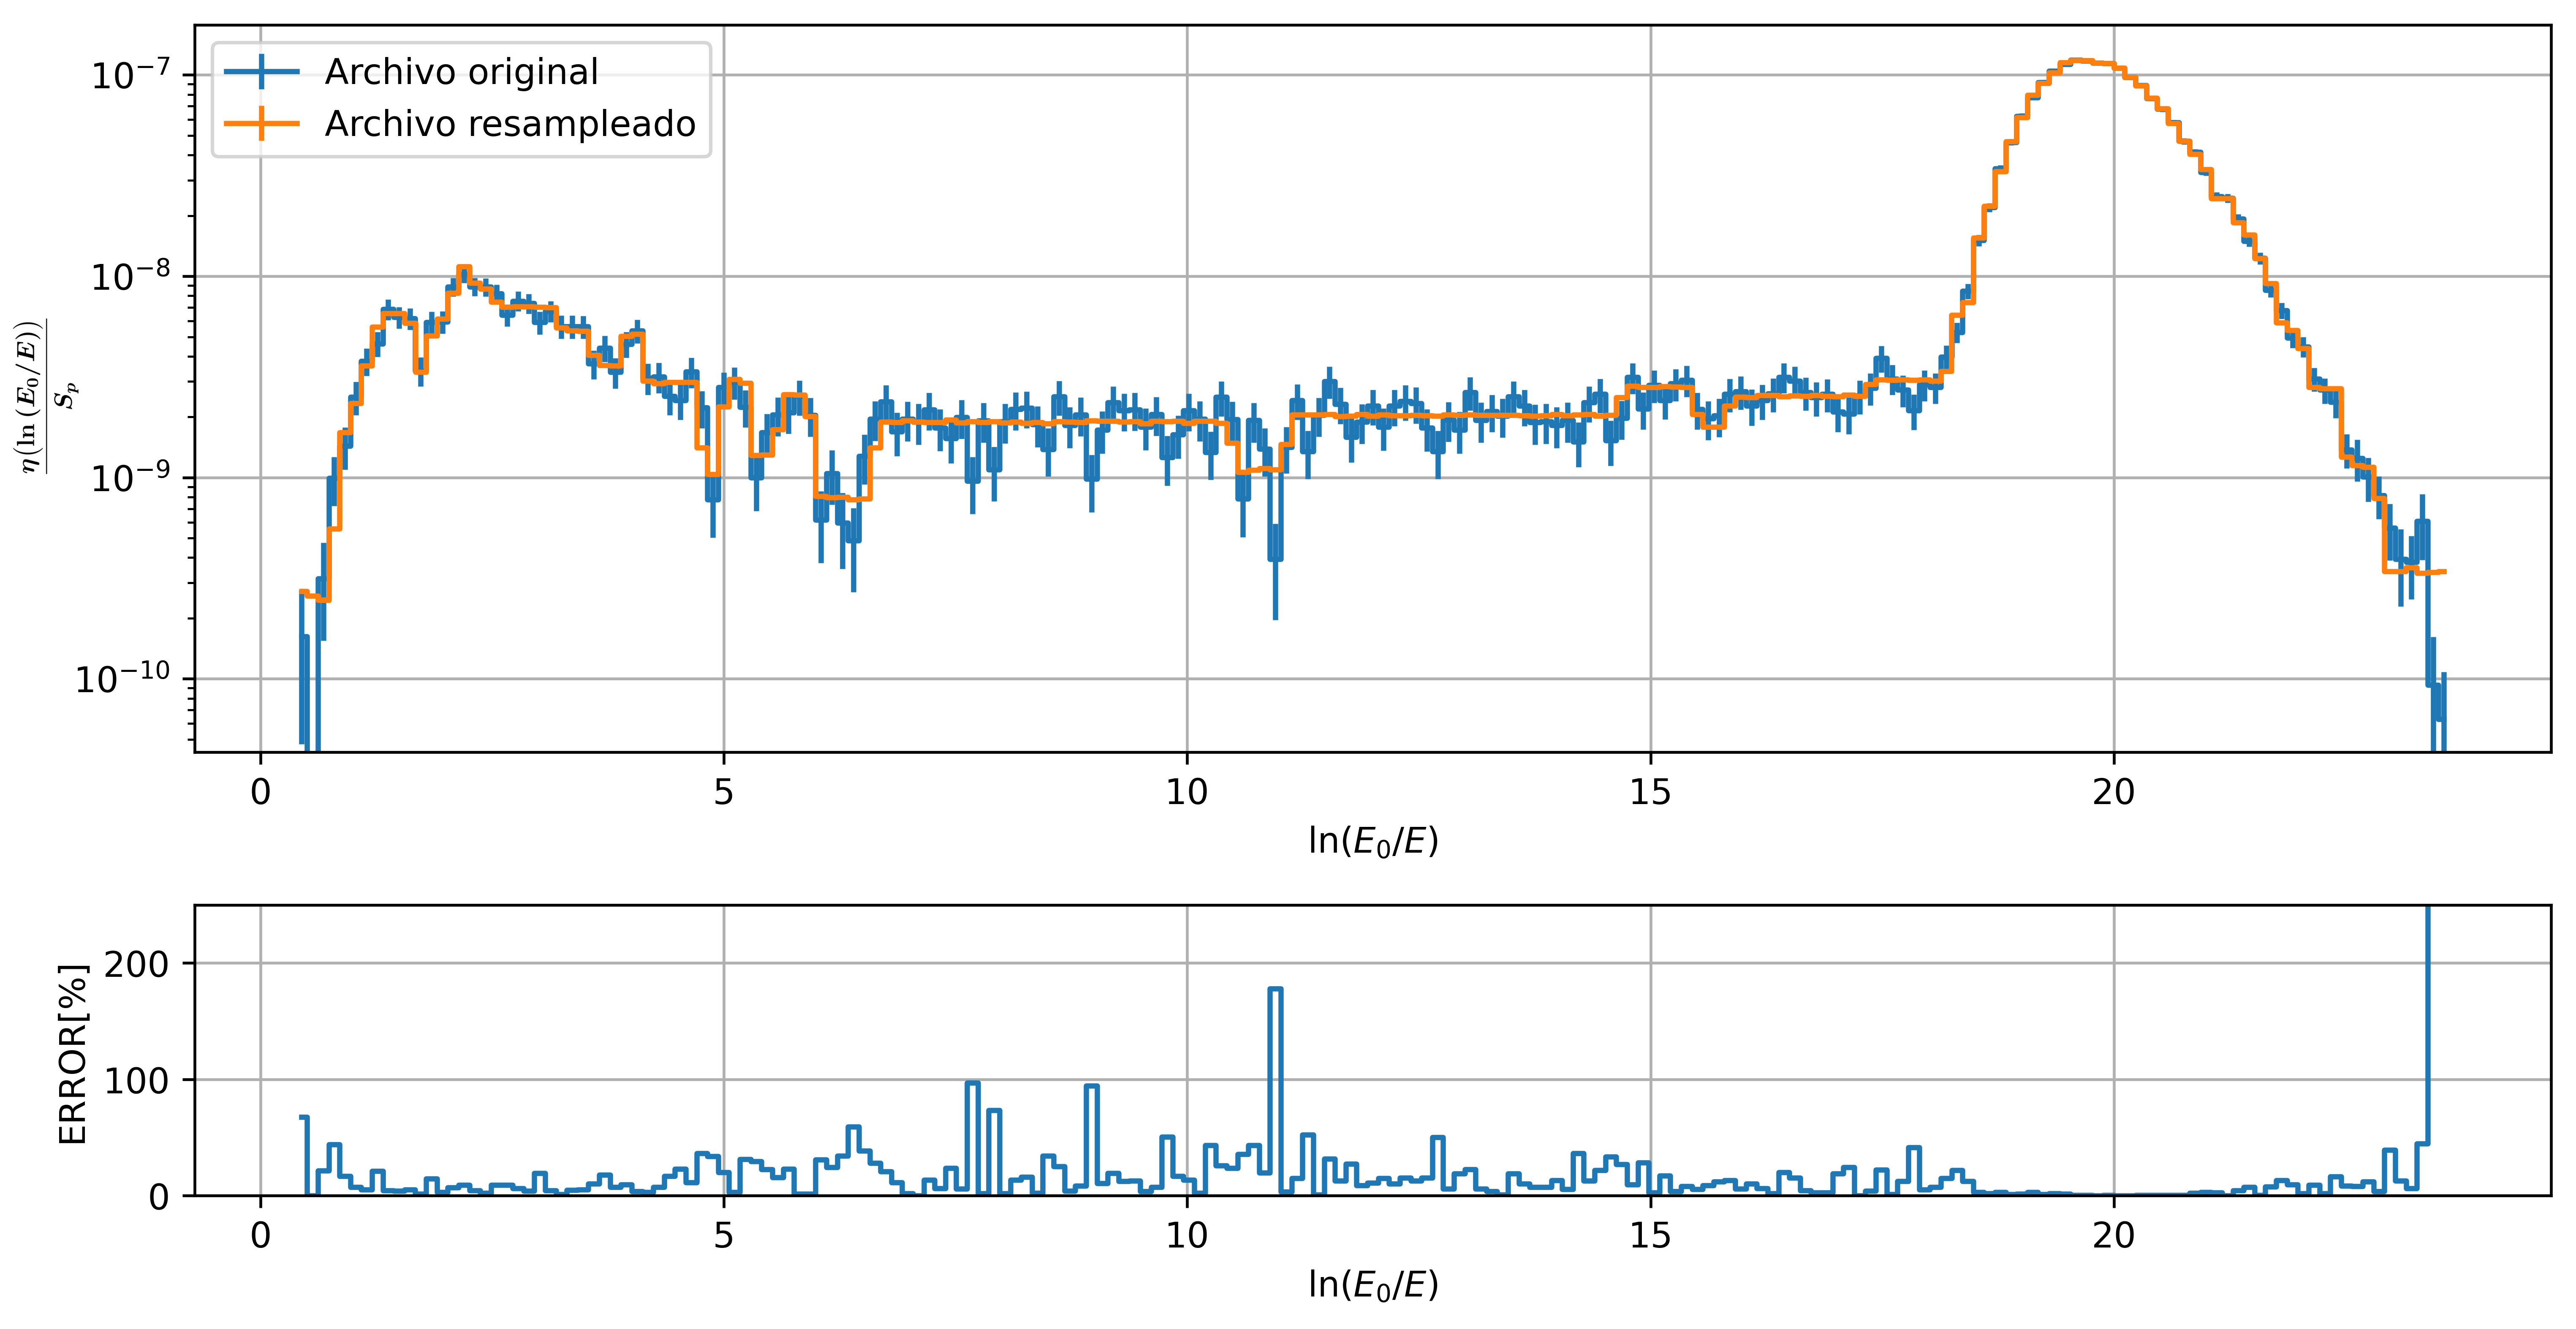 Archivo original
Archivo resampleado
10⁻⁷
10⁻⁸
10⁻⁹
10⁻¹⁰
η(ln (E₀/E))
Sₚ
0 5 10 15 20
ln(E₀/E)
200
100
0
ERROR[%]
0 5 10 15 20
ln(E₀/E)